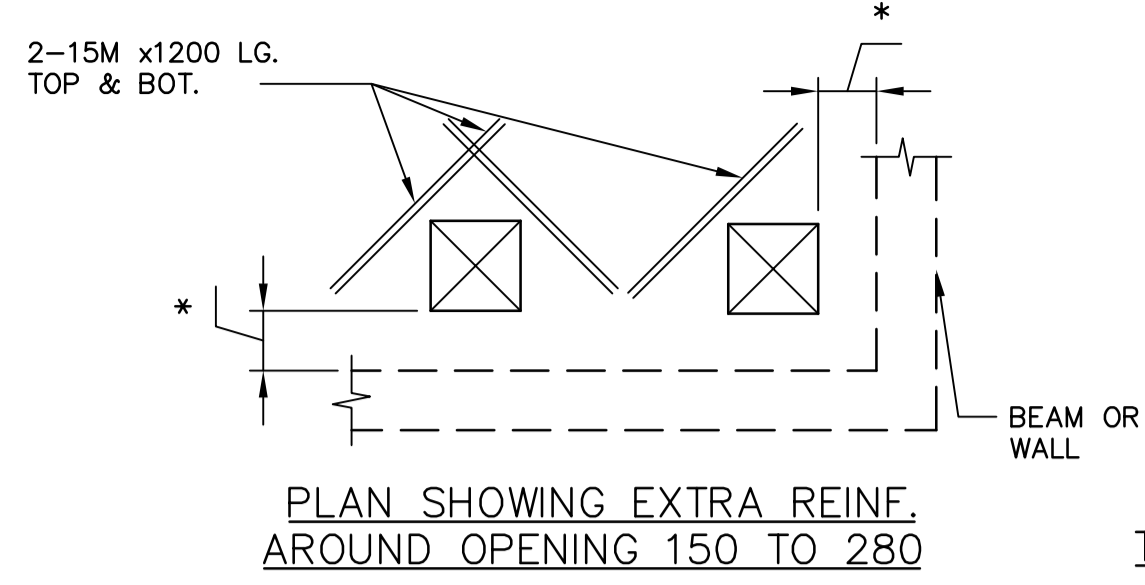 *
2-15M x1200 LG.
TOP & BOT.
*
BEAM OR
WALL
PLAN SHOWING EXTRA REINF.
AROUND OPENING 150 TO 280